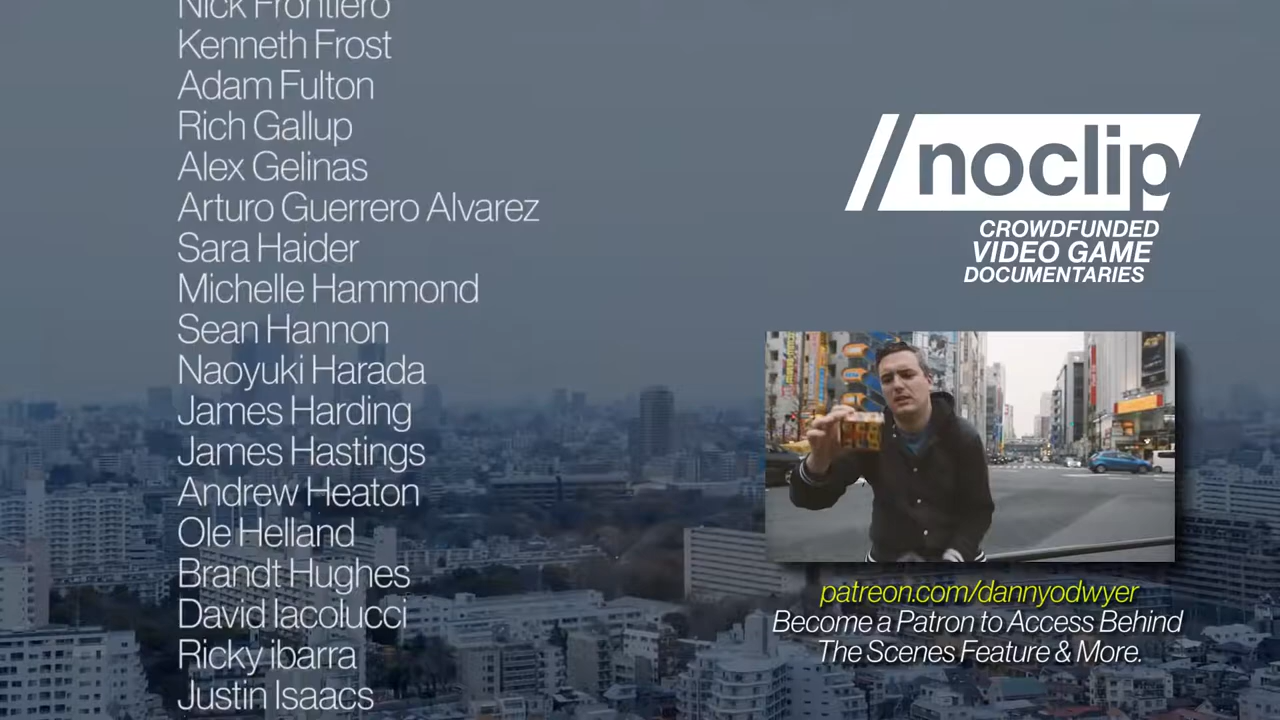 Nick Frontiero
Kenneth Frost
Adam Fulton
Rich Gallup
Alex Gelinas
Arturo Guerrero Alvarez
Sara Haider
Michelle Hammond
Sean Hannon
Naoyuki Harada
James Harding
James Hastings
Andrew Heaton
Ole Helland
Brandt Hughes
David Iacolucci
Ricky ibarra
Justin Isaacs
//noclip
CROWDFUNDED
VIDEO GAME
DOCUMENTARIES
patreon.com/dannyodwyer
Become a Patron to Access Behind
The Scenes Feature & More.